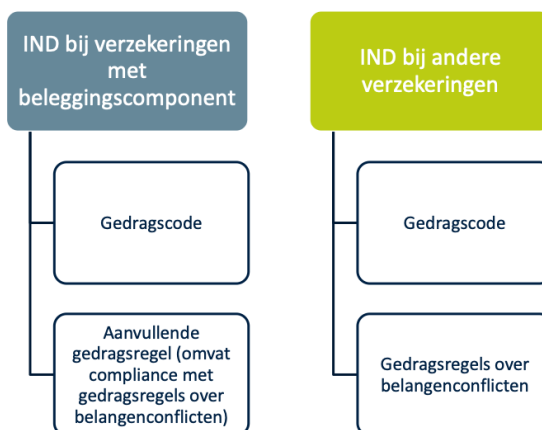 IND bij verzekeringen
met
beleggingscomponent
Gedragscode
Aanvullende
gedragsregel (omvat
compliance met
gedragsregels over
belangenconflicten)
IND bij andere
verzekeringen
Gedragscode
Gedragsregels over
belangenconflicten